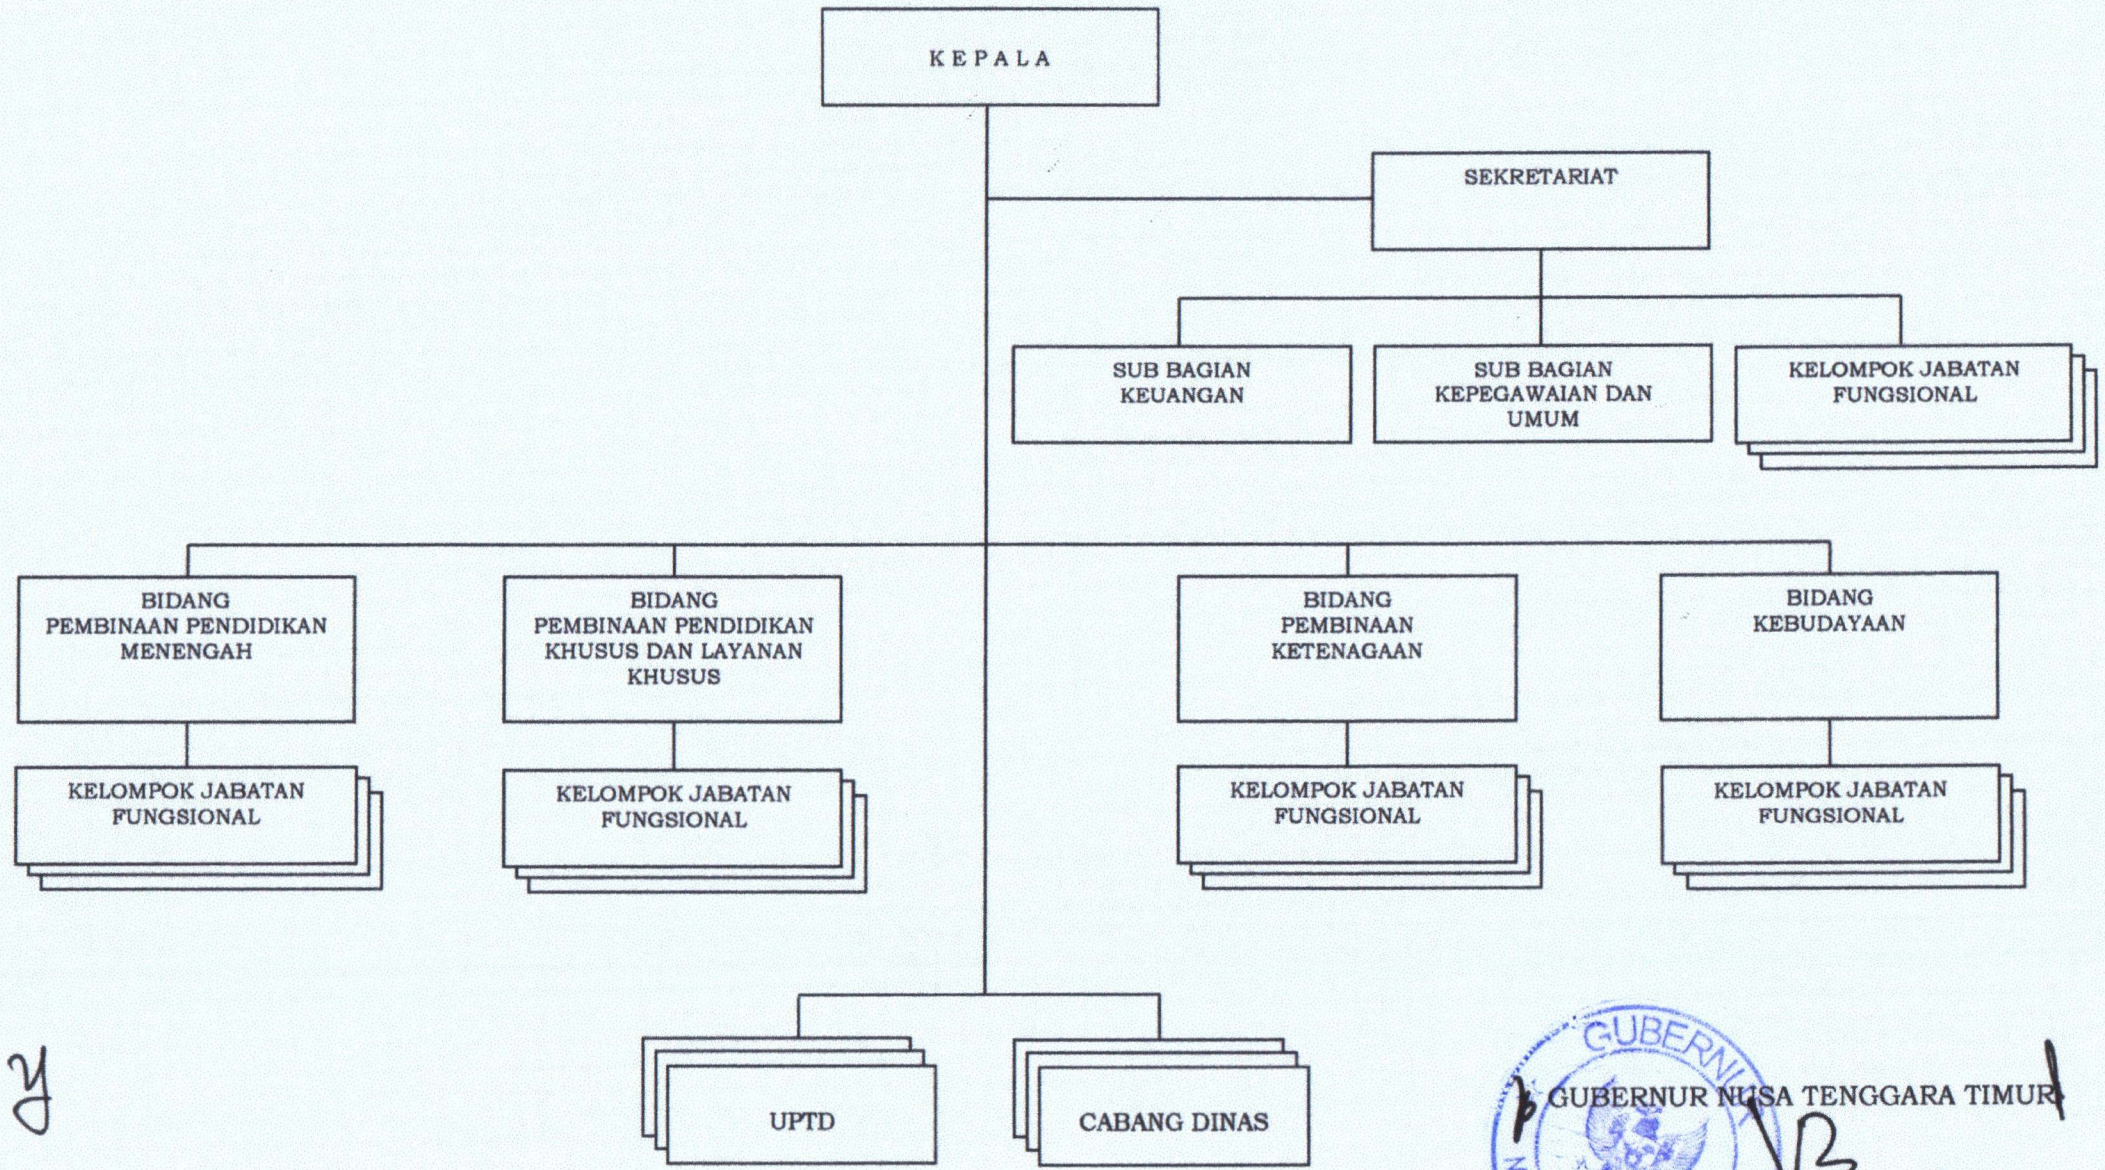 K E P A L A
SEKRETARIAT
SUB BAGIAN
KEUANGAN
SUB BAGIAN
KEPEGAWAIAN DAN
UMUM
KELOMPOK JABATAN
FUNGSIONAL
BIDANG
PEMBINAAN PENDIDIKAN
MENENGAH
BIDANG
PEMBINAAN PENDIDIKAN
KHUSUS DAN LAYANAN
KHUSUS
BIDANG
PEMBINAAN
KETENAGAAN
BIDANG
KEBUDAYAAN
KELOMPOK JABATAN
FUNGSIONAL
KELOMPOK JABATAN
FUNGSIONAL
KELOMPOK JABATAN
FUNGSIONAL
KELOMPOK JABATAN
FUNGSIONAL
UPTD
CABANG DINAS
GUBERNUR
GUBERNUR NUSA TENGGARA TIMUR